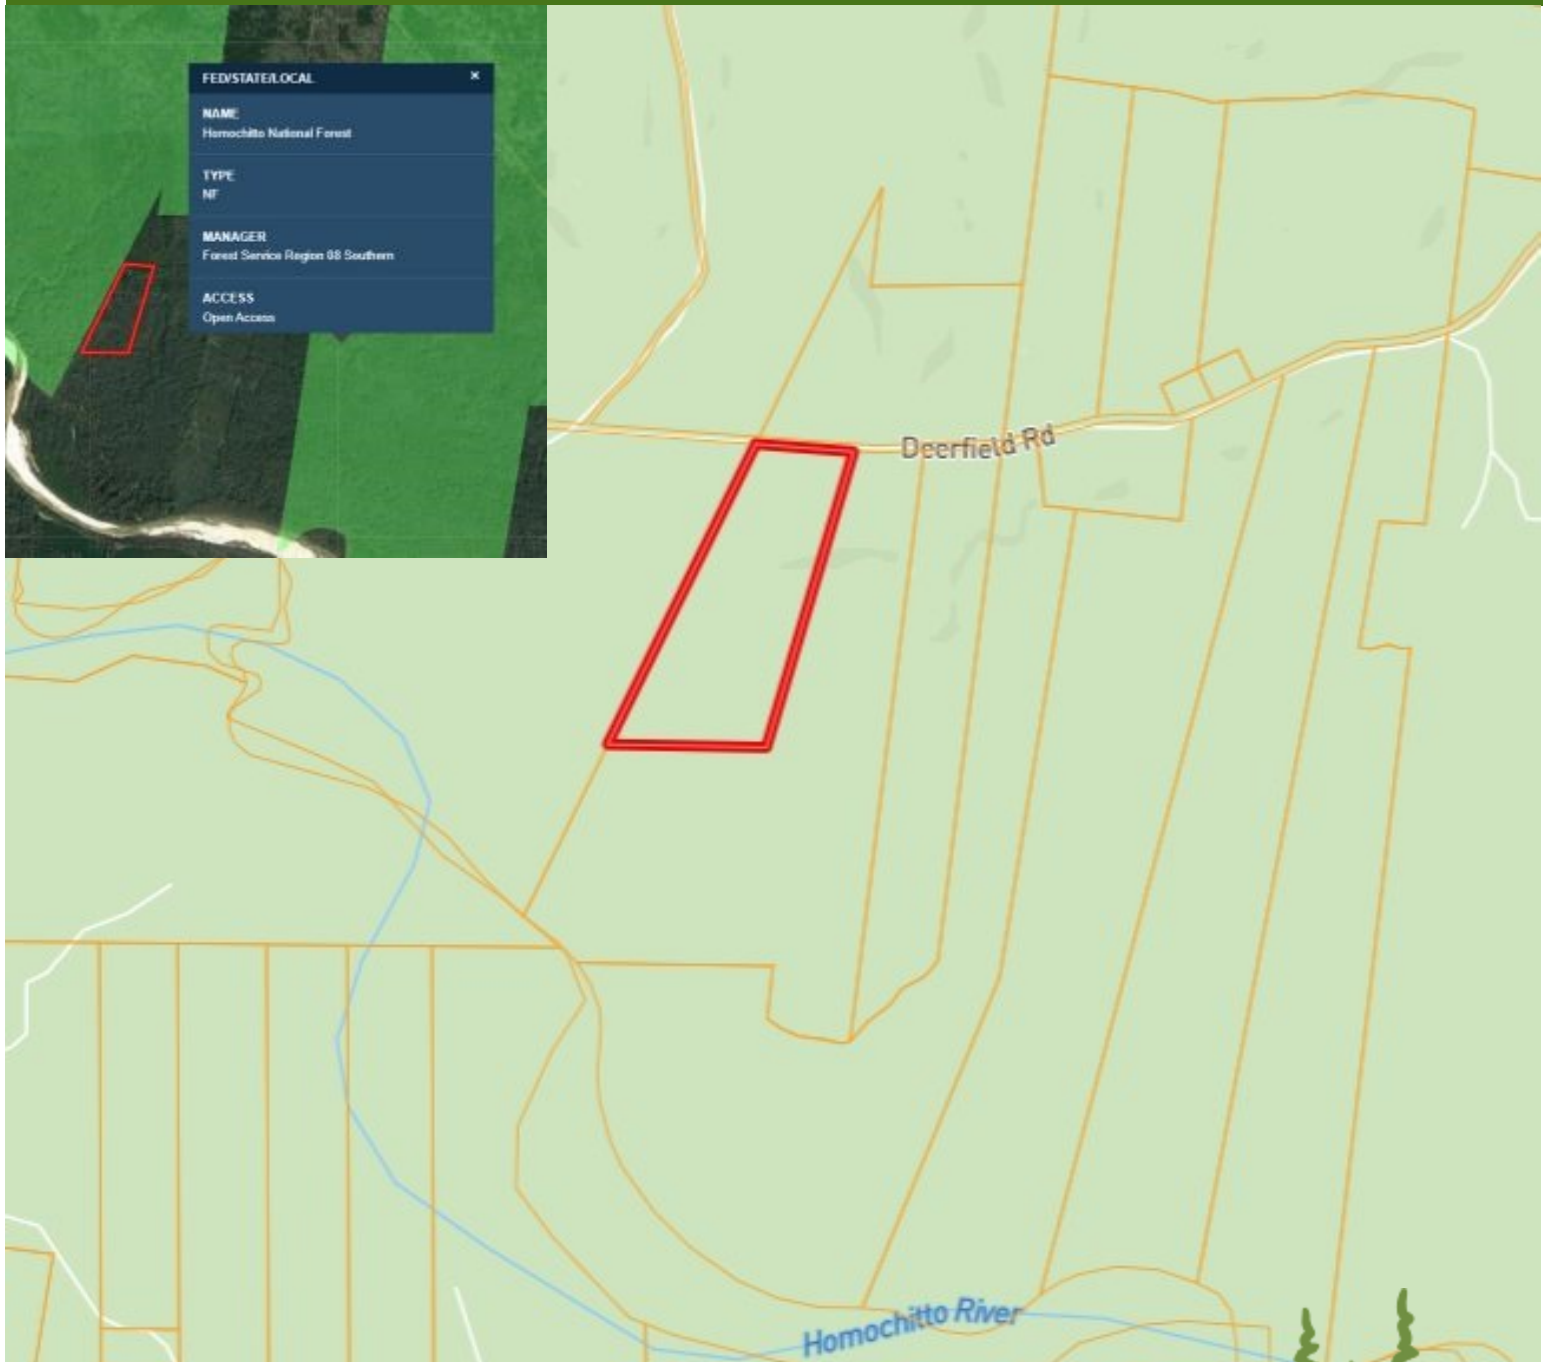 FED/STATE/LOCAL ×
NAME
Homochitto National Forest
TYPE
NF
MANAGER
Forest Service Region 08 Southern
ACCESS
Open Access
Deerfield Rd
Homochitto River